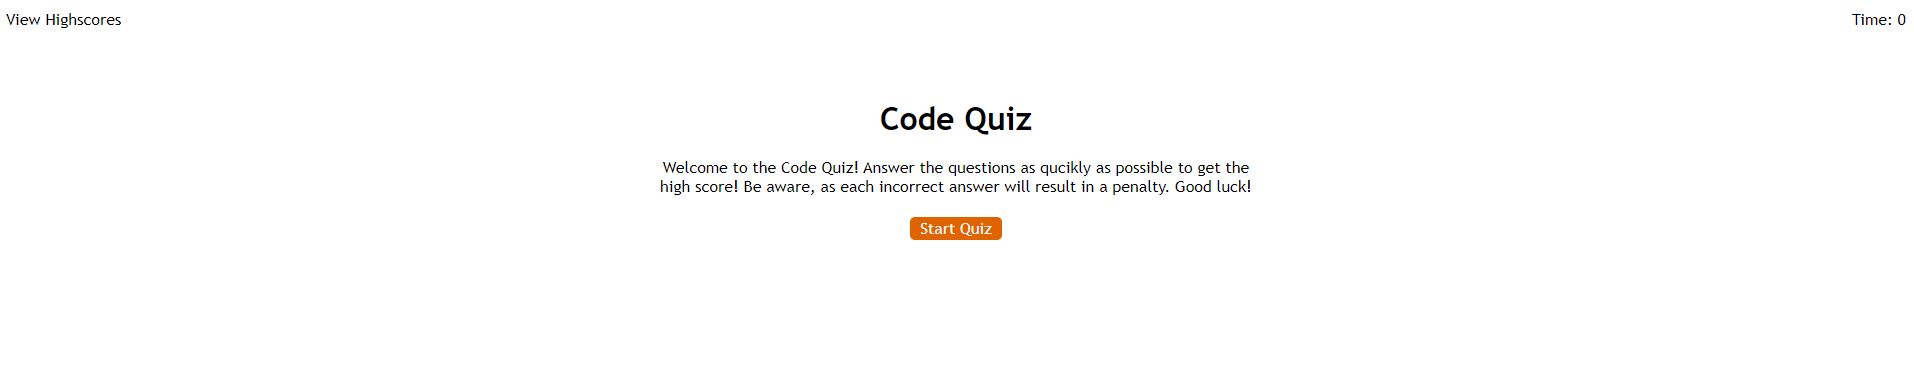 View Highscores
Time: 0
Code Quiz
Welcome to the Code Quiz! Answer the questions as qucikly as possible to get the
high score! Be aware, as each incorrect answer will result in a penalty. Good luck!
Start Quiz